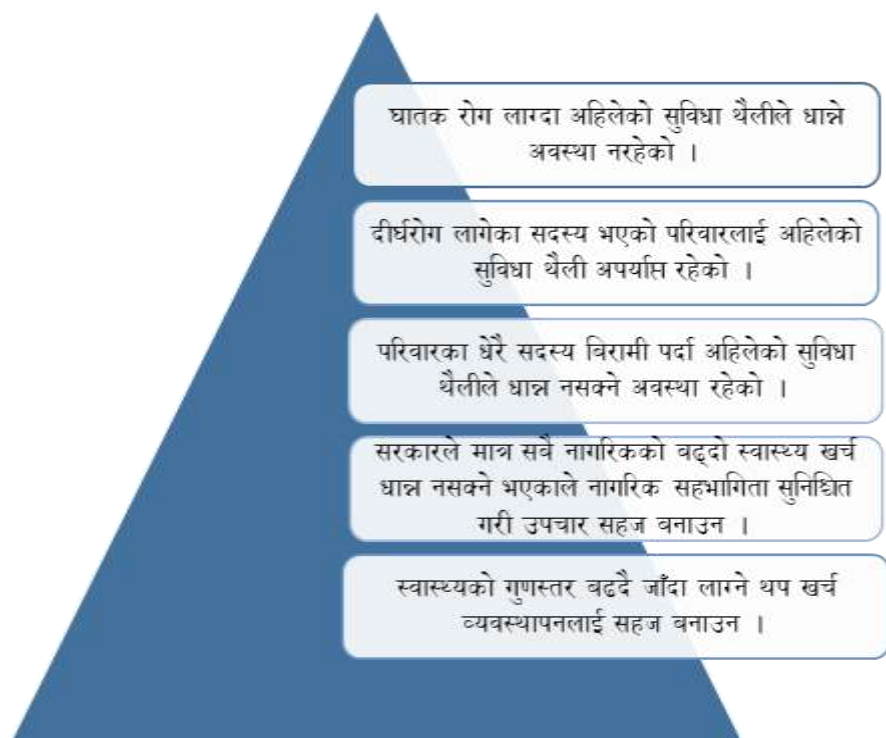 घातक रोग लाग्दा अहिलेको सुविधा थैलीले धान्ने
अवस्था नरहेको ।
दीर्घरोग लागेका सदस्य भएको परिवारलाई अहिलेको
सुविधा थैली अपर्याप्त रहेको ।
परिवारका धेरै सदस्य विरामी पर्दा अहिलेको सुविधा
थैलीले धान्न नसक्ने अवस्था रहेको ।
सरकारले मात्र सबै नागरिकको बढ्दो स्वास्थ्य खर्च
धान्न नसक्ने भएकाले नागरिक सहभागिता सुनिश्चित
गरी उपचार सहज बनाउन ।
स्वास्थ्यको गुणस्तर बढदै जाँदा लाग्ने थप खर्च
व्यवस्थापनलाई सहज बनाउन ।